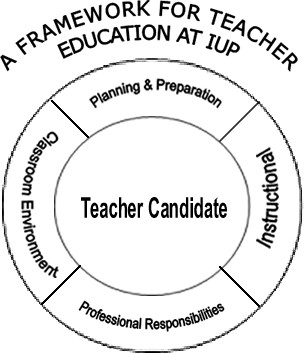 A FRAMEWORK FOR TEACHER
EDUCATION AT IUP
Planning & Preparation
Classroom Environment
Teacher Candidate
Instructional
Professional Responsibilities